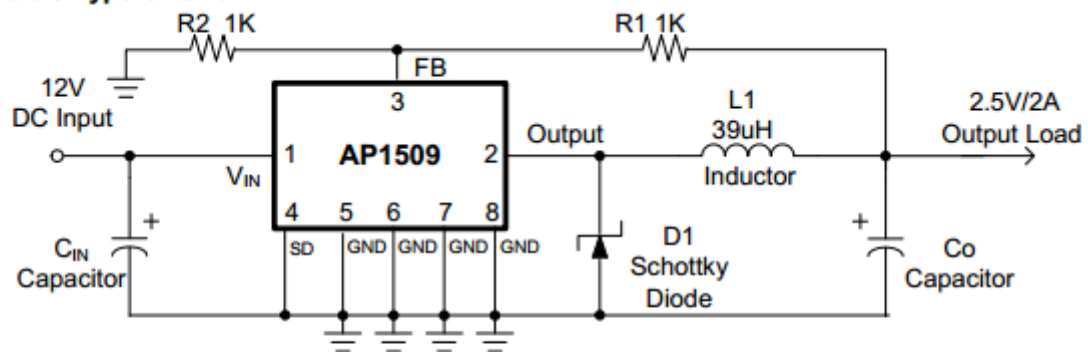 R2 1K
R1 1K
FB
12V
DC Input
3
L1
39uH
2.5V/2A
Output Load
Output
1
AP1509
2
VIN
Inductor
4
5
6
7
8
SD
GND
GND
GND
GND
CIN
Capacitor
D1
Schottky
Diode
Co
Capacitor
+
+